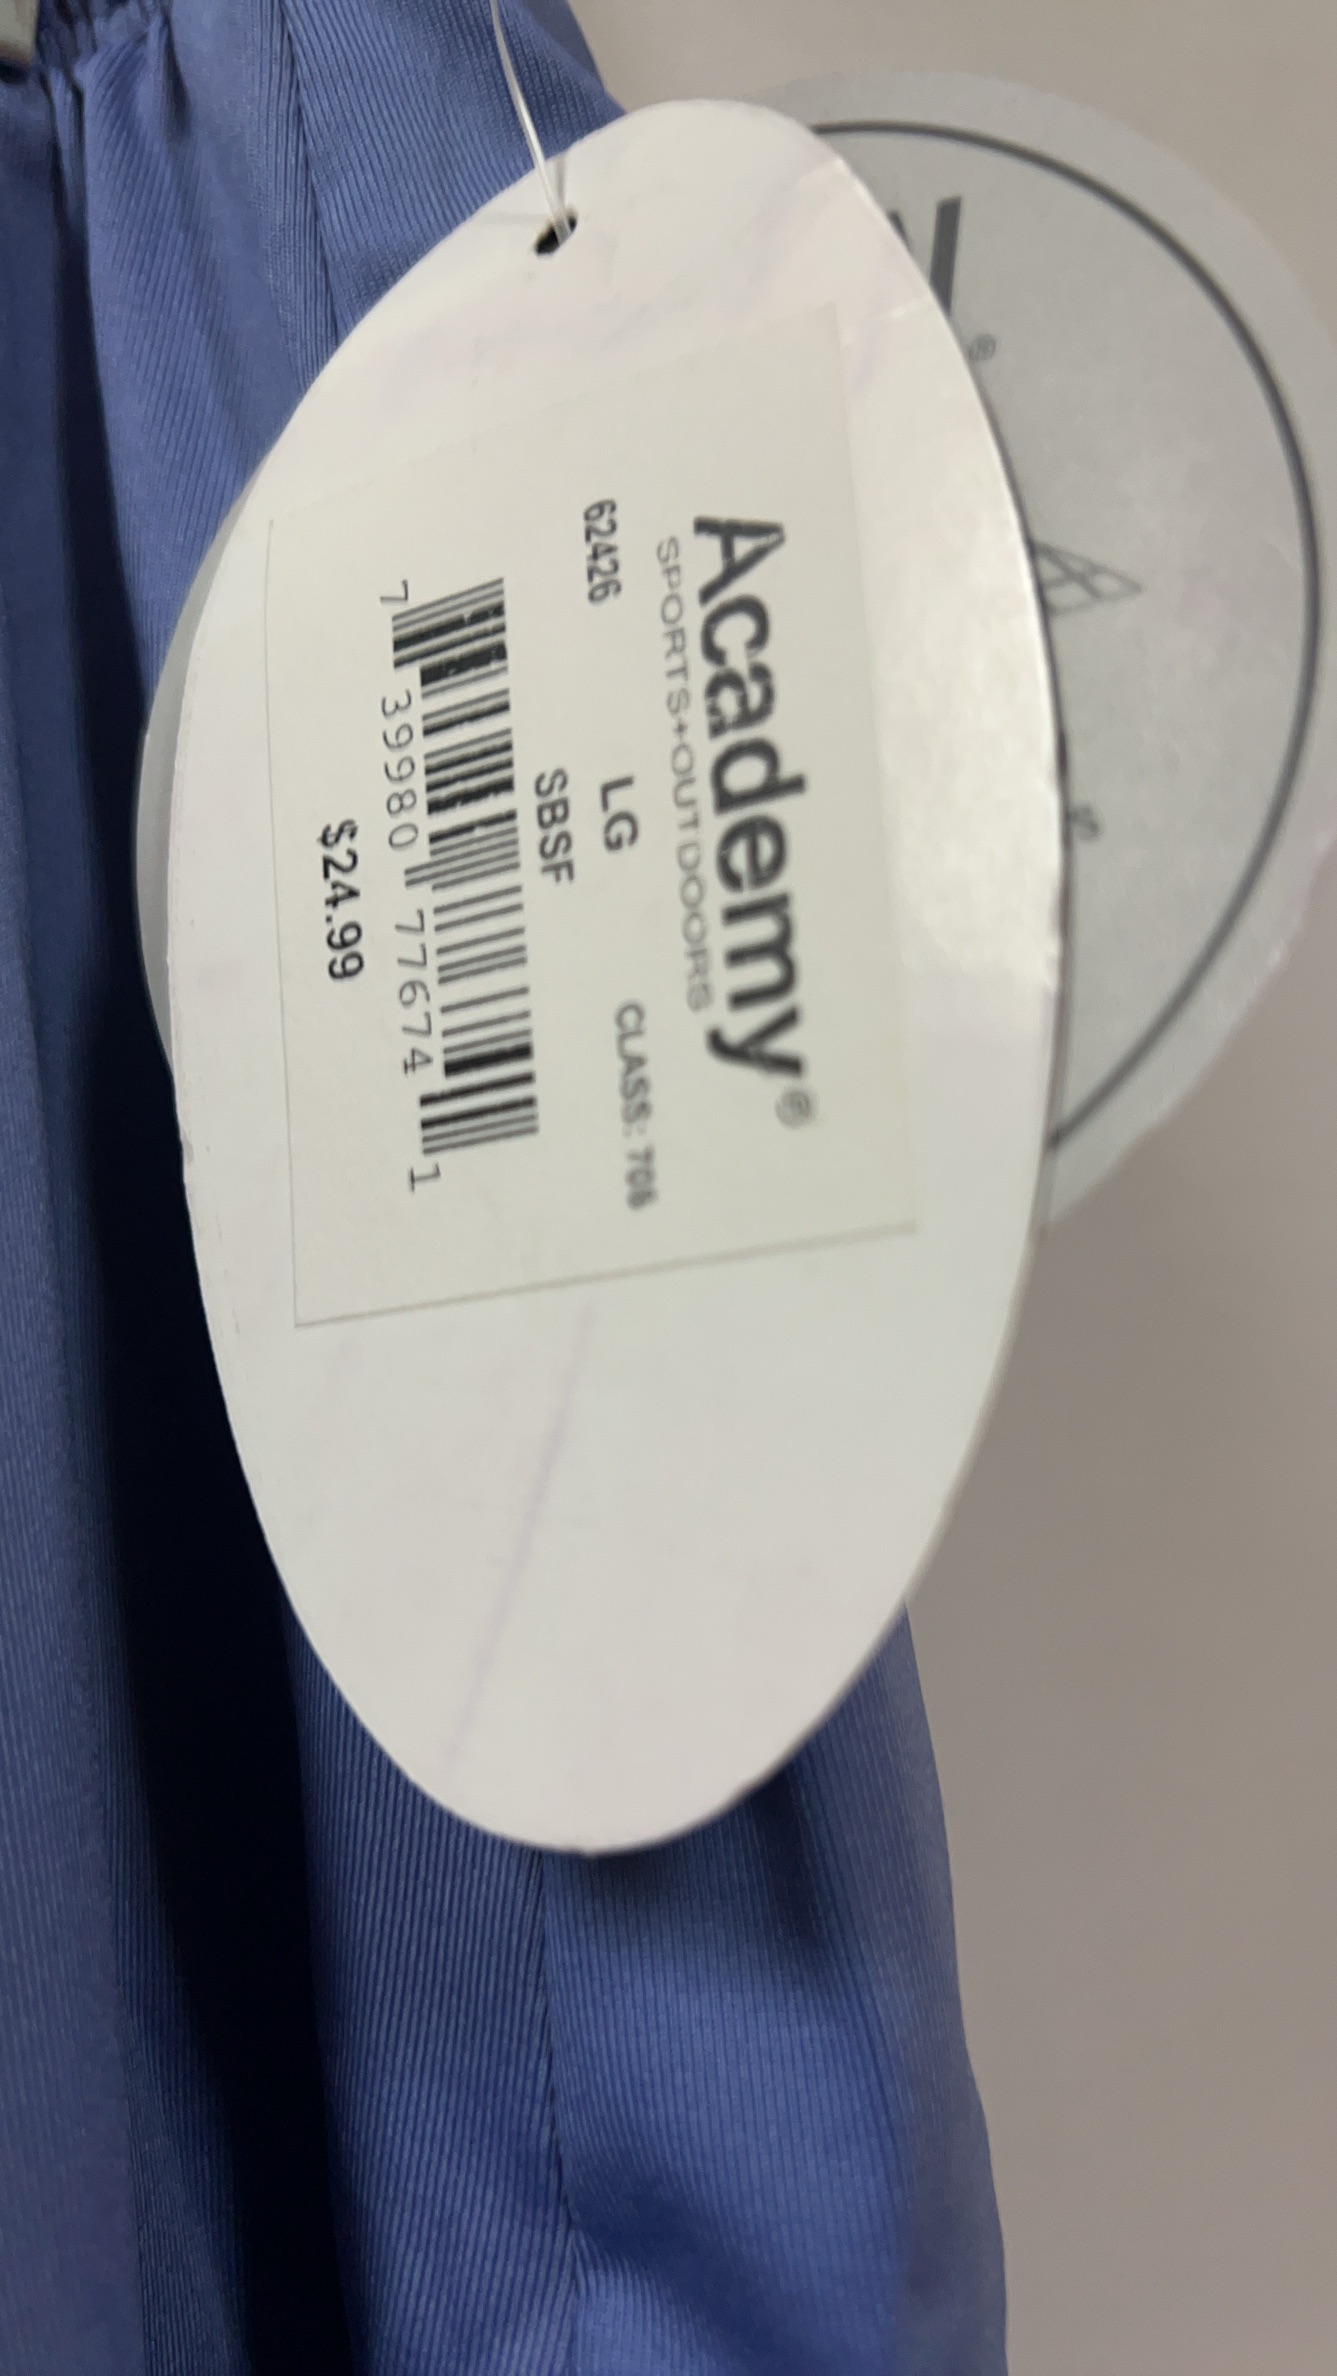 Academy®
SPORTS+OUTDOORS
62426 LG CLASS: 706
SBSF
7 39980 77674 1
$24.99